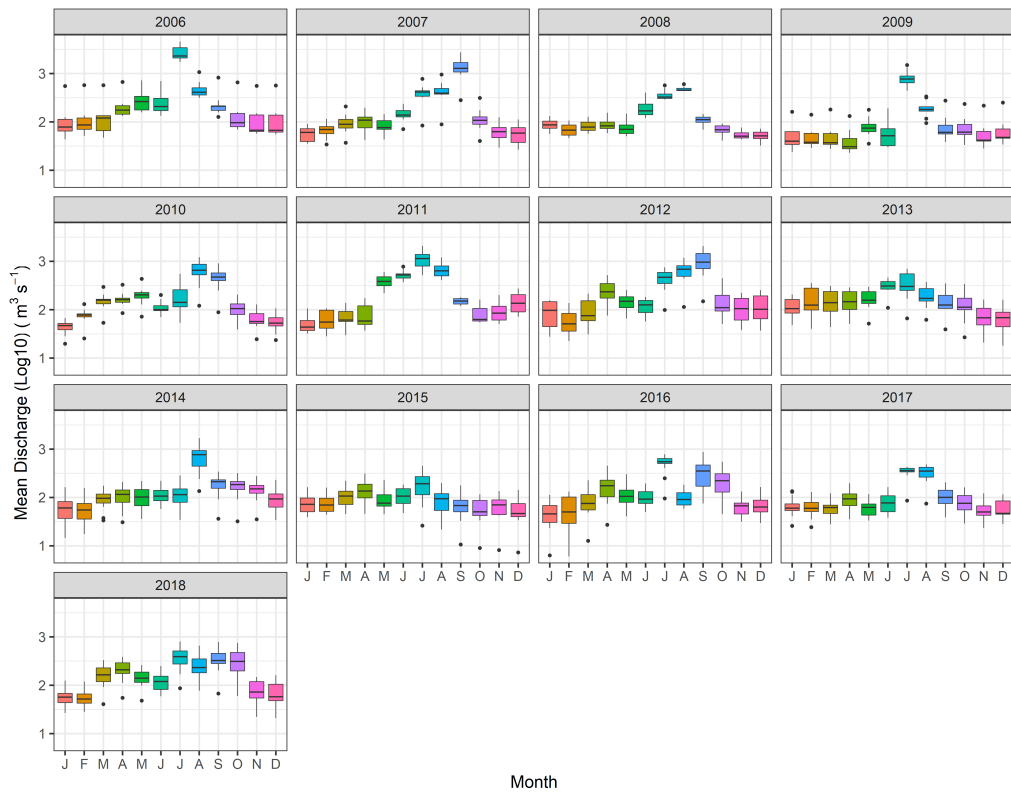 2006 2007 2008 2009
3
2
1
2010 2011 2012 2013
3
2
1
2014 2015 2016 2017
3
2
1
J F M A M J J A S O N D J F M A M J J A S O N D J F M A M J J A S O N D
2018
3
2
1
J F M A M J J A S O N D
Mean Discharge (Log10) ( m³ s⁻¹)
Month